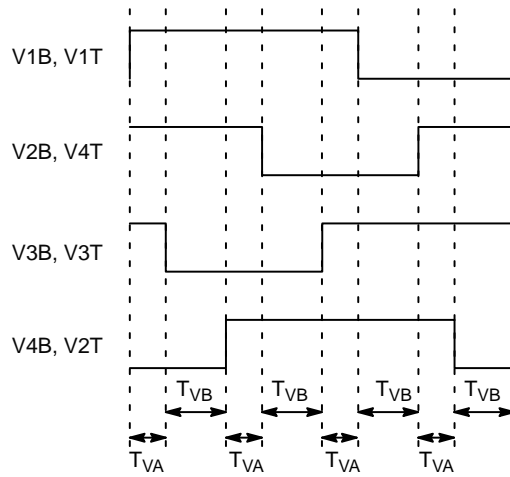 V1B, V1T
V2B, V4T
V3B, V3T
V4B, V2T
TVB TVB TVB TVB
TVA TVA TVA TVA